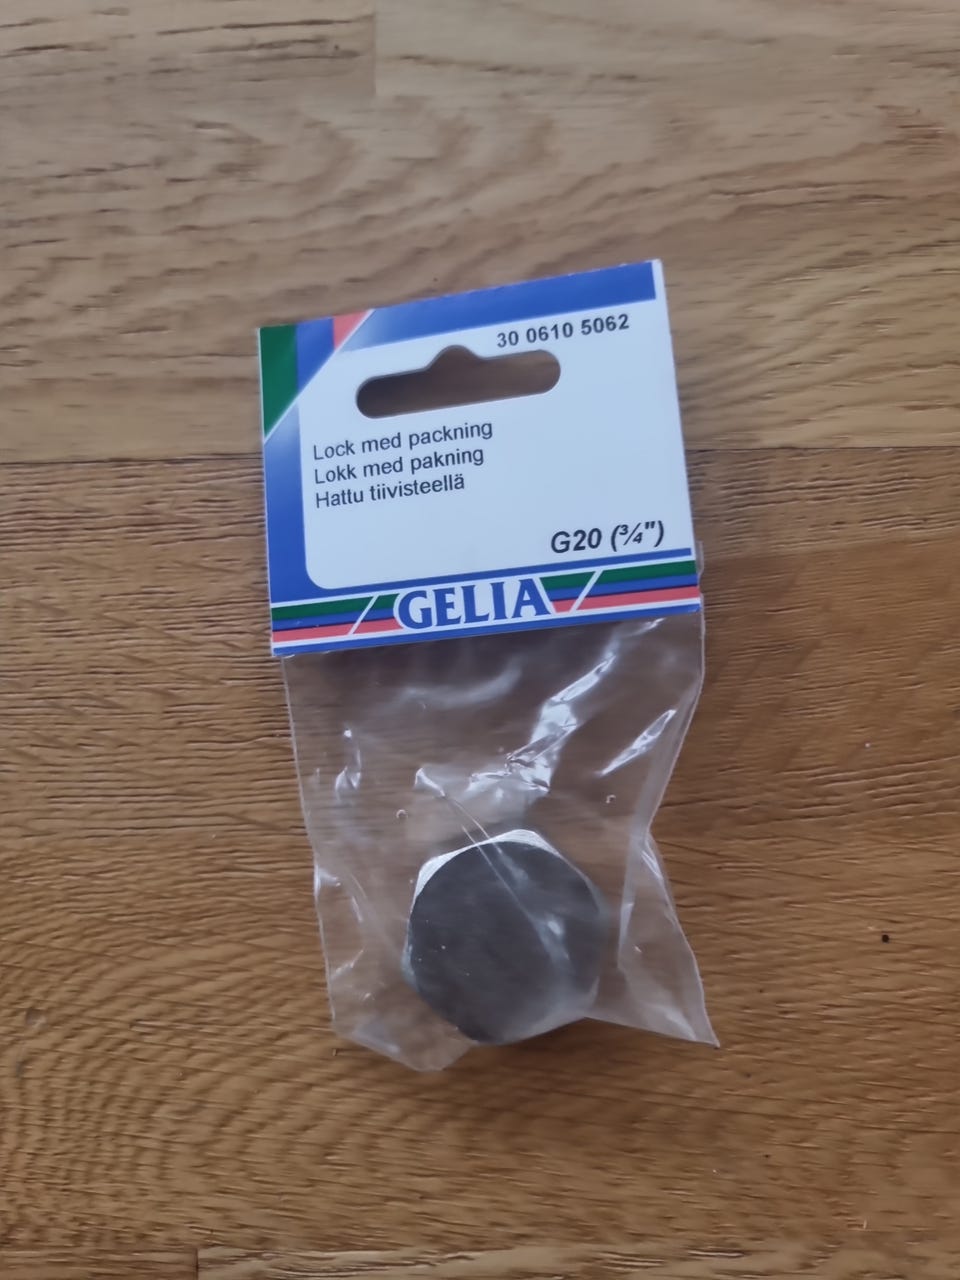 30 0610 5062
Lock med packning
Lokk med pakning
Hattu tiivisteellä
G20 (¾")
GELIA